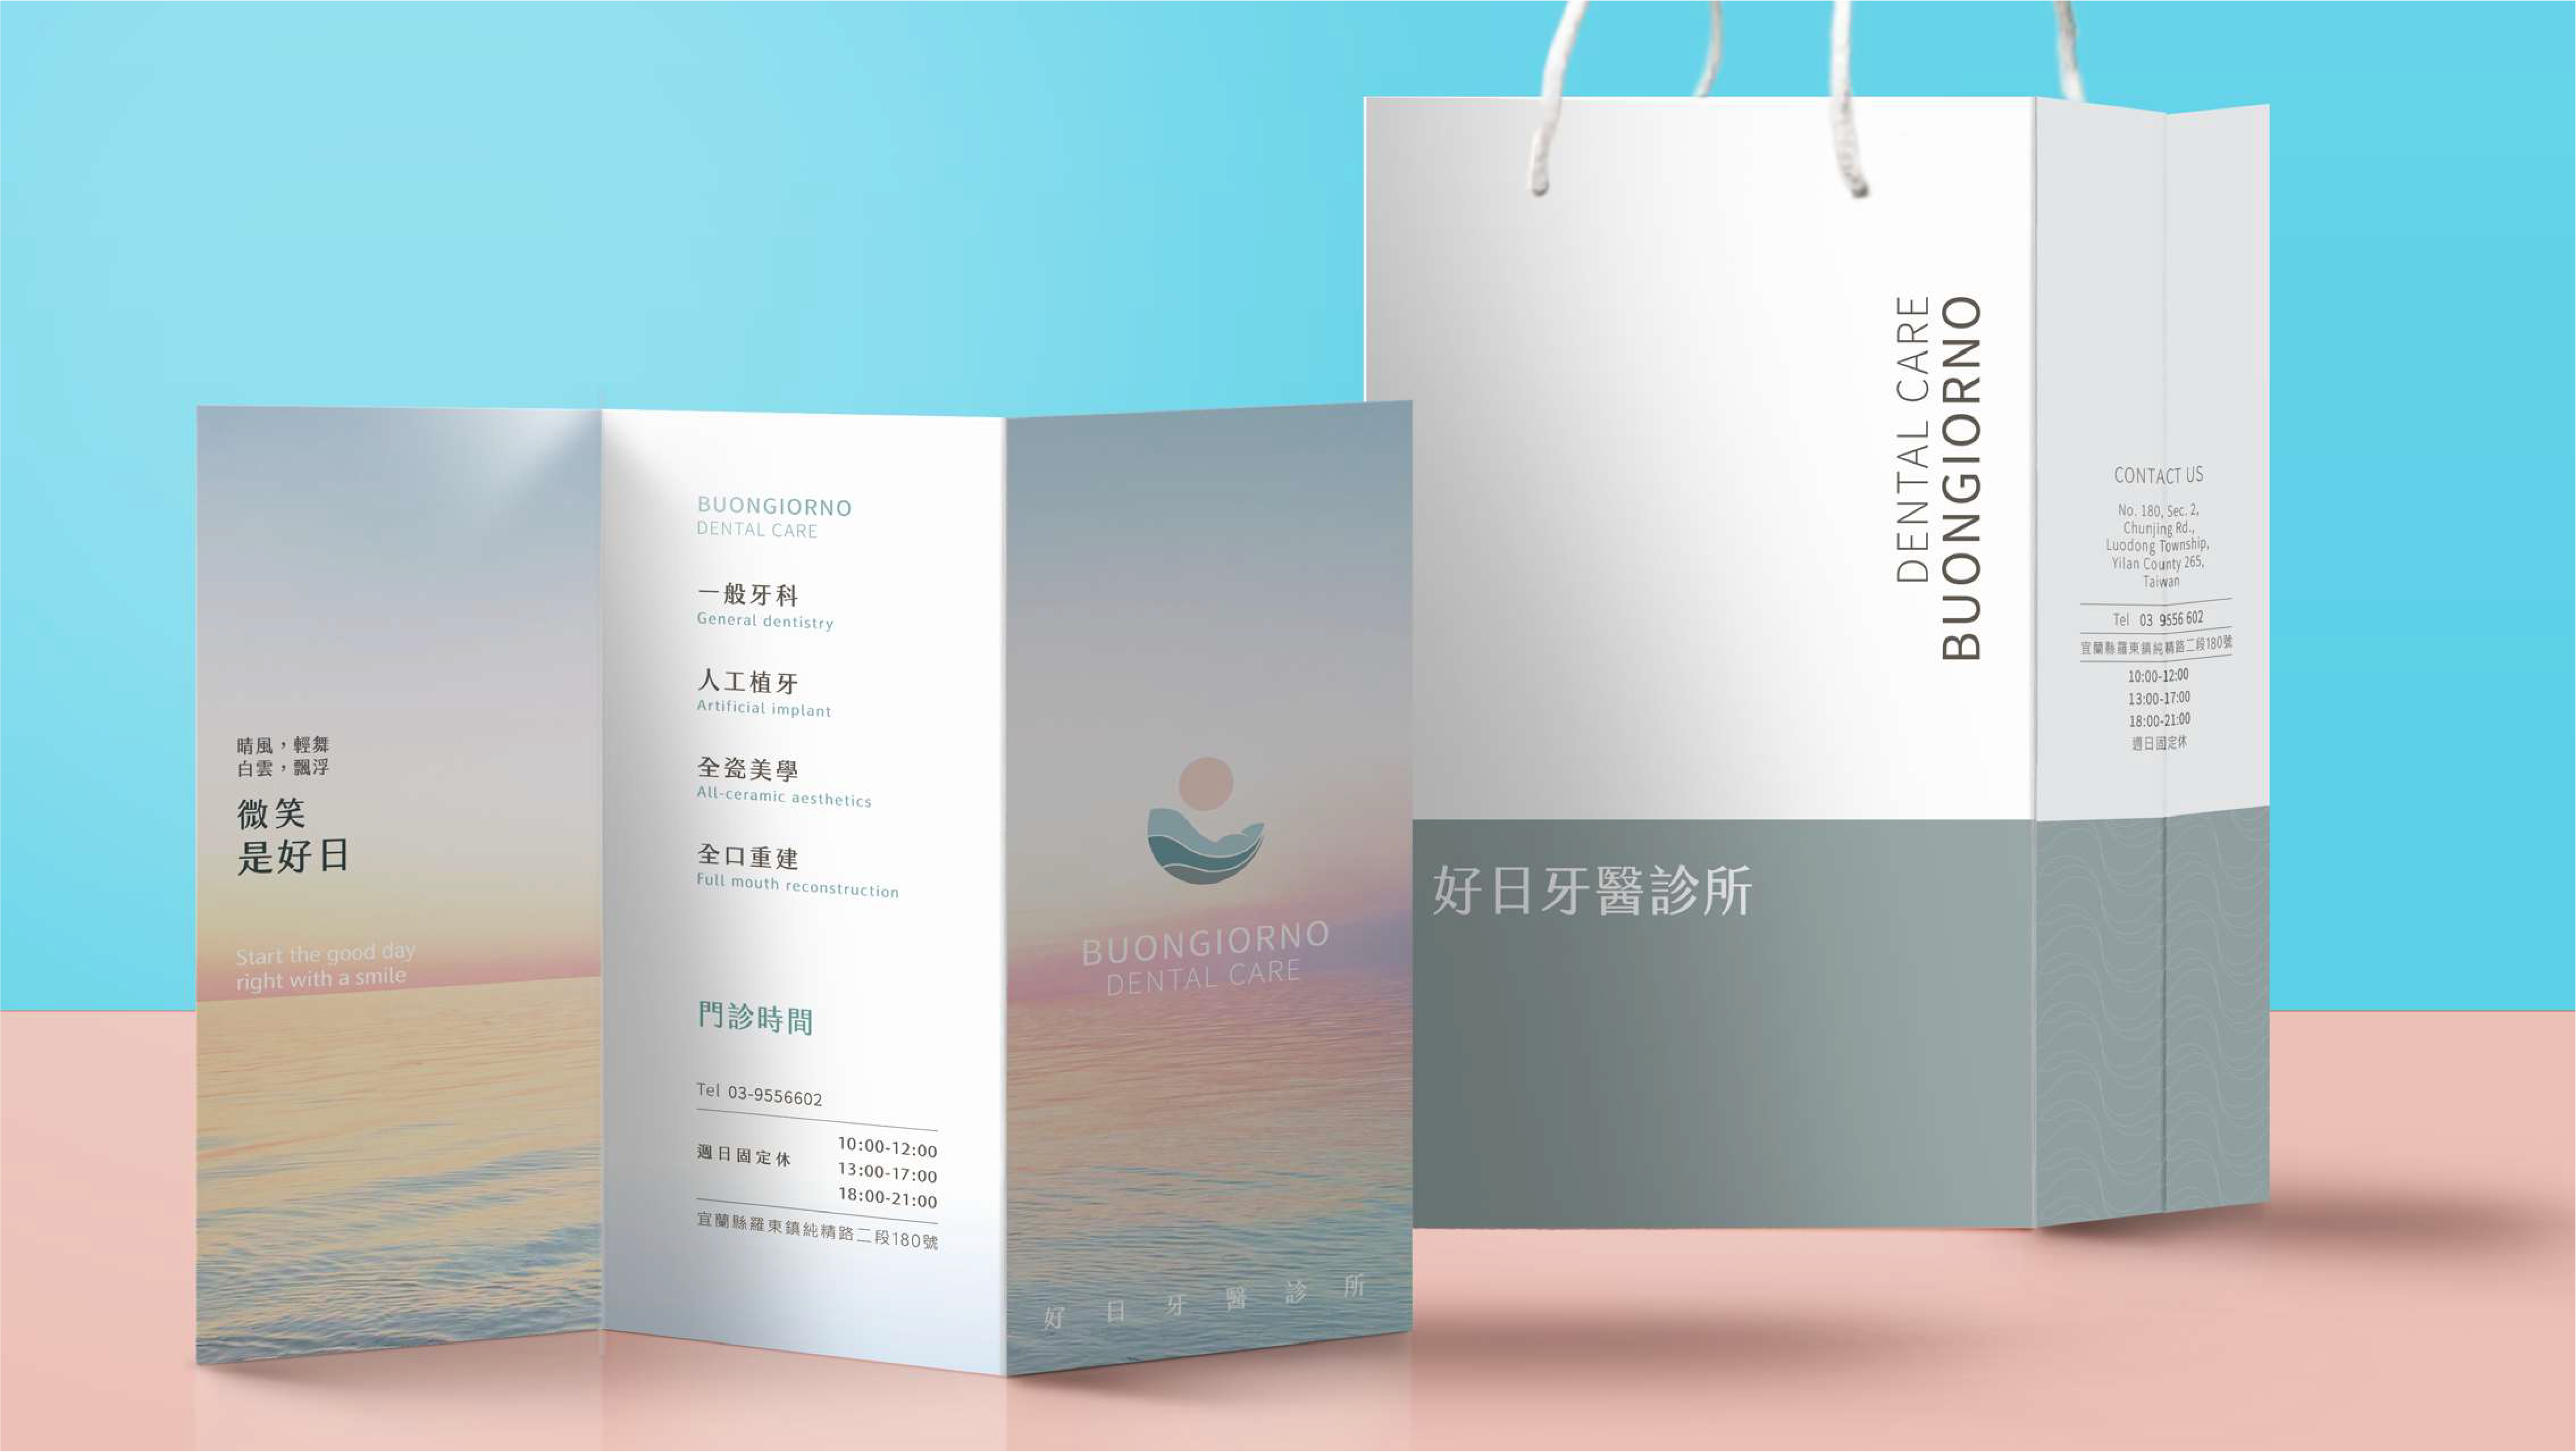 晴風，輕舞
白雲，飄浮
微笑
是好日
Start the good day
right with a smile
BUONGIORNO
DENTAL CARE
一般牙科
General dentistry
人工植牙
Artificial implant
全瓷美學
All-ceramic aesthetics
全口重建
Full mouth reconstruction
門診時間
Tel 03-9556602
週日固定休
10:00-12:00
13:00-17:00
18:00-21:00
宜蘭縣羅東鎮純精路二段180號
BUONGIORNO
DENTAL CARE
好日牙醫診所
DENTAL CARE
BUONGIORNO
好日牙醫診所
CONTACT US
No. 180, Sec. 2,
Chunjing Rd.,
Luodong Township,
Yilan County 265,
Taiwan
Tel 03 9556 602
宜蘭縣羅東鎮純精路二段180號
10:00-12:00
13:00-17:00
18:00-21:00
週日固定休